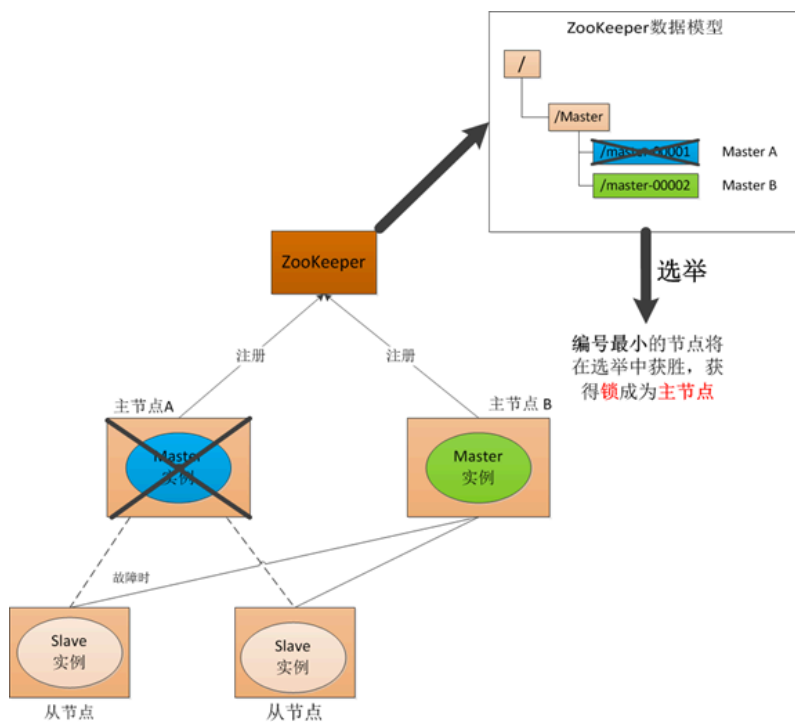 ZooKeeper数据模型
/
/Master
/master-00001
Master A
/master-00002
Master B
选举
编号最小的节点将
在选举中获胜，获
得锁成为主节点
ZooKeeper
注册
注册
主节点A
主节点 B
Master
实例
Master
实例
故障时
Slave
实例
Slave
实例
从节点
从节点